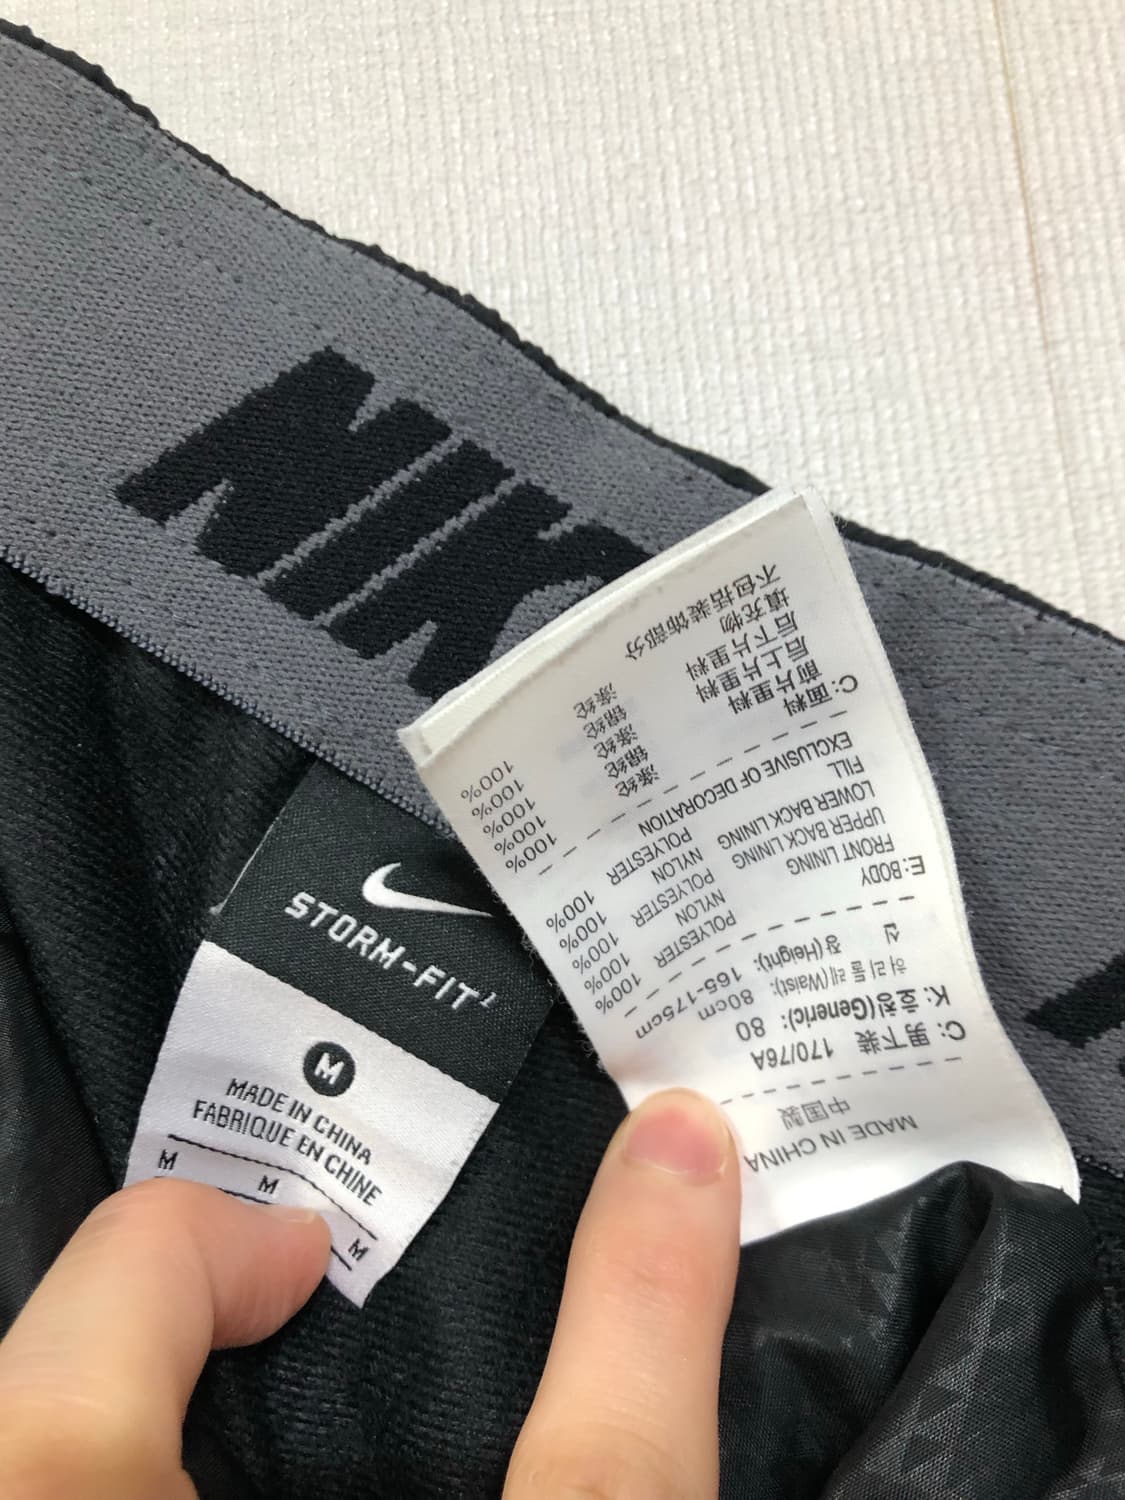 NIK
STORM-FIT
M
MADE IN CHINA
FABRIQUE EN CHINE
M
M
M
MADE IN CHINA
中国製
C: 男下装 170/76A
K: 호칭(Generic): 80
허리둘레(Waist): 80cm
신 장(Height): 165-175cm
E:BODY 100% POLYESTER
FRONT LINING 100% NYLON
UPPER BACK LINING 100% POLYESTER
LOWER BACK LINING 100% NYLON
FILL 100% POLYESTER
EXCLUSIVE OF DECORATION
C:面料 100% 涤纶
前片里料 100% 锦纶
后上片里料 100% 涤纶
后下片里料 100% 锦纶
填充物 100% 涤纶
不包括装饰部分